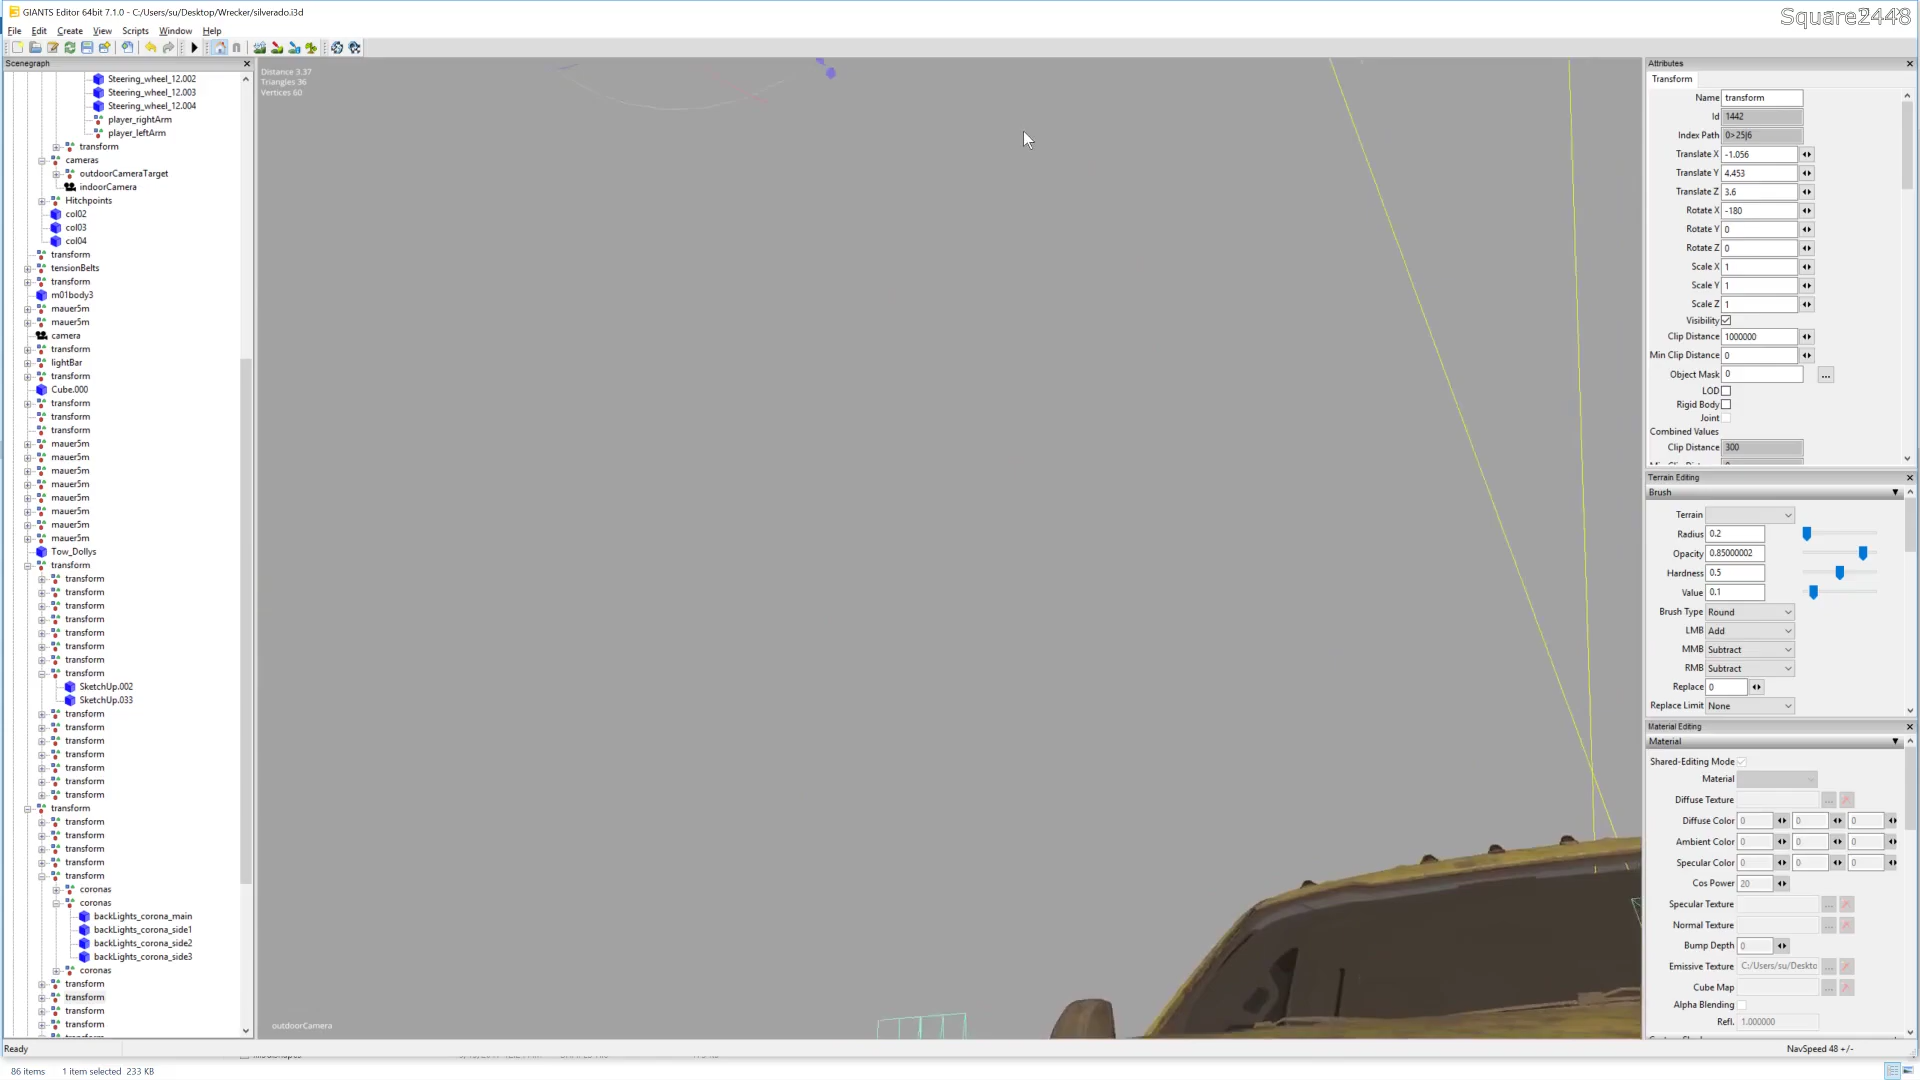 GIANTS Editor 64bit 7.1.0 - C:/Users/su/Desktop/Wrecker/silverado.i3d
Square2448
File Edit Create View Scripts Window Help
Scenegraph
Steering_wheel_12.002
Steering_wheel_12.003
Steering_wheel_12.004
player_rightArm
player_leftArm
transform
cameras
outdoorCameraTarget
indoorCamera
Hitchpoints
col02
col03
col04
transform
tensionBelts
transform
m01body3
mauer5m
mauer5m
camera
transform
lightBar
transform
Cube.000
transform
transform
transform
mauer5m
mauer5m
mauer5m
mauer5m
mauer5m
mauer5m
mauer5m
mauer5m
Tow_Dollys
transform
transform
transform
transform
transform
transform
transform
transform
transform
SketchUp.002
SketchUp.033
transform
transform
transform
transform
transform
transform
transform
transform
transform
transform
transform
transform
transform
coronas
coronas
backLights_corona_main
backLights_corona_side1
backLights_corona_side2
backLights_corona_side3
coronas
transform
transform
transform
transform
Distance 3.37
Triangles 36
Vertices 60
outdoorCamera
Attributes
Transform
Name transform
Id 1442
Index Path 0>25|6
Translate X -1.056
Translate Y 4.453
Translate Z 3.6
Rotate X -180
Rotate Y 0
Rotate Z 0
Scale X 1
Scale Y 1
Scale Z 1
Visibility
Clip Distance 1000000
Min Clip Distance 0
Object Mask 0 ...
LOD
Rigid Body
Joint
Combined Values
Clip Distance 300
Terrain Editing
Brush
Terrain
Radius 0.2
Opacity 0.85000002
Hardness 0.5
Value 0.1
Brush Type Round
LMB Add
MMB Subtract
RMB Subtract
Replace 0
Replace Limit None
Material Editing
Material
Shared-Editing Mode
Material
Diffuse Texture ...
Diffuse Color 0 0 0
Ambient Color 0 0 0
Specular Color 0 0 0
Cos Power 20
Specular Texture ...
Normal Texture ...
Bump Depth 0
Emissive Texture C:/Users/su/Deskto ...
Cube Map ...
Alpha Blending
Refl. 1.000000
Ready
NavSpeed 48 +/-
86 items 1 item selected 233 KB